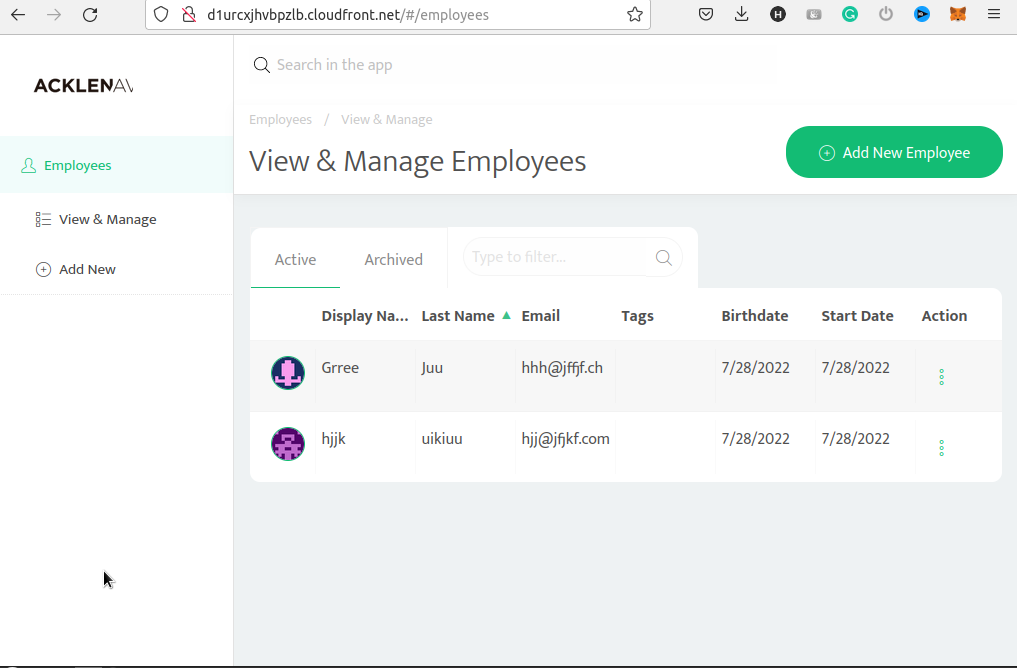 d1urcxjhvbpzlb.cloudfront.net/#/employees
ACKLENAV
Search in the app
Employees / View & Manage
View & Manage Employees
Add New Employee
Employees
View & Manage
Add New
Active Archived Type to filter...
Display Na... Last Name Email Tags Birthdate Start Date Action
Grree Juu hhh@jffjf.ch 7/28/2022 7/28/2022
hjjk uikiuu hjj@jfjkf.com 7/28/2022 7/28/2022